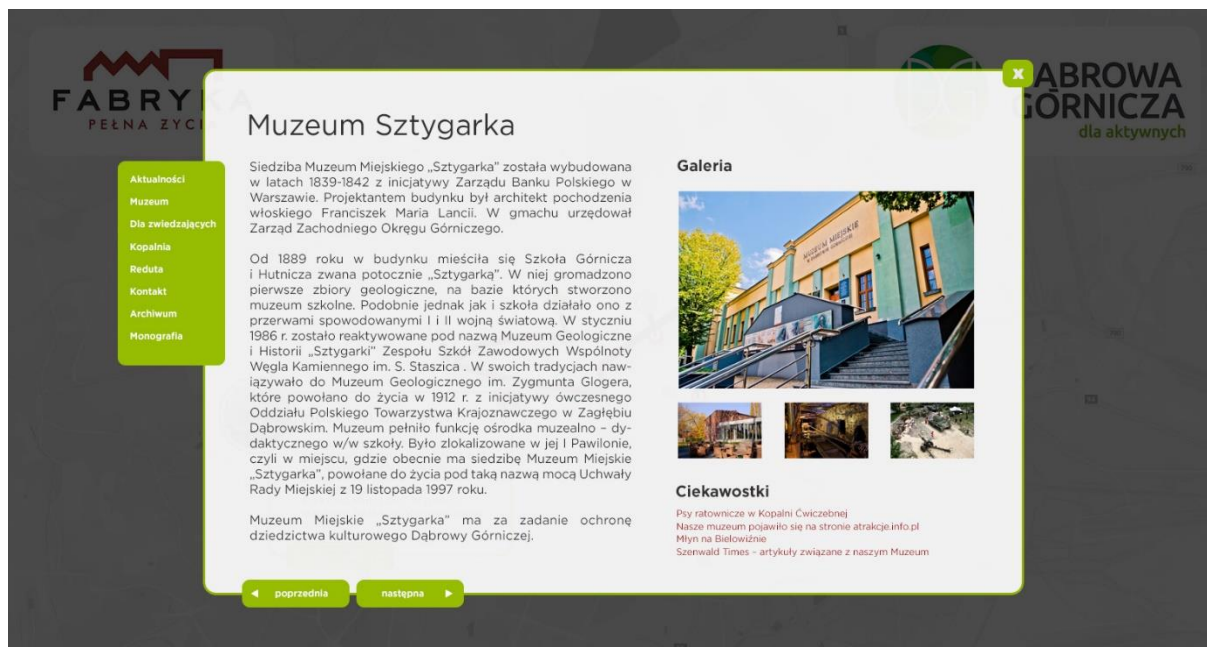 FABRYKA
PEŁNA ŻYCIA
DĄBROWA
GÓRNICZA
dla aktywnych
x
Aktualności
Muzeum
Dla zwiedzających
Kopalnia
Reduta
Kontakt
Archiwum
Monografia
Muzeum Sztygarka
Siedziba Muzeum Miejskiego „Sztygarka” została wybudowana
w latach 1839-1842 z inicjatywy Zarządu Banku Polskiego w
Warszawie. Projektantem budynku był architekt pochodzenia
włoskiego Franciszek Maria Lancii. W gmachu urzędował
Zarząd Zachodniego Okręgu Górniczego.
Od 1889 roku w budynku mieściła się Szkoła Górnicza
i Hutnicza zwana potocznie „Sztygarką”. W niej gromadzono
pierwsze zbiory geologiczne, na bazie których stworzono
muzeum szkolne. Podobnie jednak jak i szkoła działało ono z
przerwami spowodowanymi I i II wojną światową. W styczniu
1986 r. zostało reaktywowane pod nazwą Muzeum Geologiczne
i Historii „Sztygarki” Zespołu Szkół Zawodowych Wspólnoty
Węgla Kamiennego im. S. Staszica . W swoich tradycjach naw-
iązywało do Muzeum Geologicznego im. Zygmunta Glogera,
które powołano do życia w 1912 r. z inicjatywy ówczesnego
Oddziału Polskiego Towarzystwa Krajoznawczego w Zagłębiu
Dąbrowskim. Muzeum pełniło funkcję ośrodka muzealno – dy-
daktycznego w/w szkoły. Było zlokalizowane w jej I Pawilonie,
czyli w miejscu, gdzie obecnie ma siedzibę Muzeum Miejskie
„Sztygarka”, powołane do życia pod taką nazwą mocą Uchwały
Rady Miejskiej z 19 listopada 1997 roku.
Muzeum Miejskie „Sztygarka” ma za zadanie ochronę
dziedzictwa kulturowego Dąbrowy Górniczej.
Galeria
MUZEUM MIEJSKIE
W DĄBROWIE GÓRNICZEJ
Ciekawostki
Psy ratownicze w Kopalni Ćwiczebnej
Nasze muzeum pojawiło się na stronie atrakcje.info.pl
Młyn na Bielowiźnie
Szenwald Times – artykuły związane z naszym Muzeum
poprzednia
następna